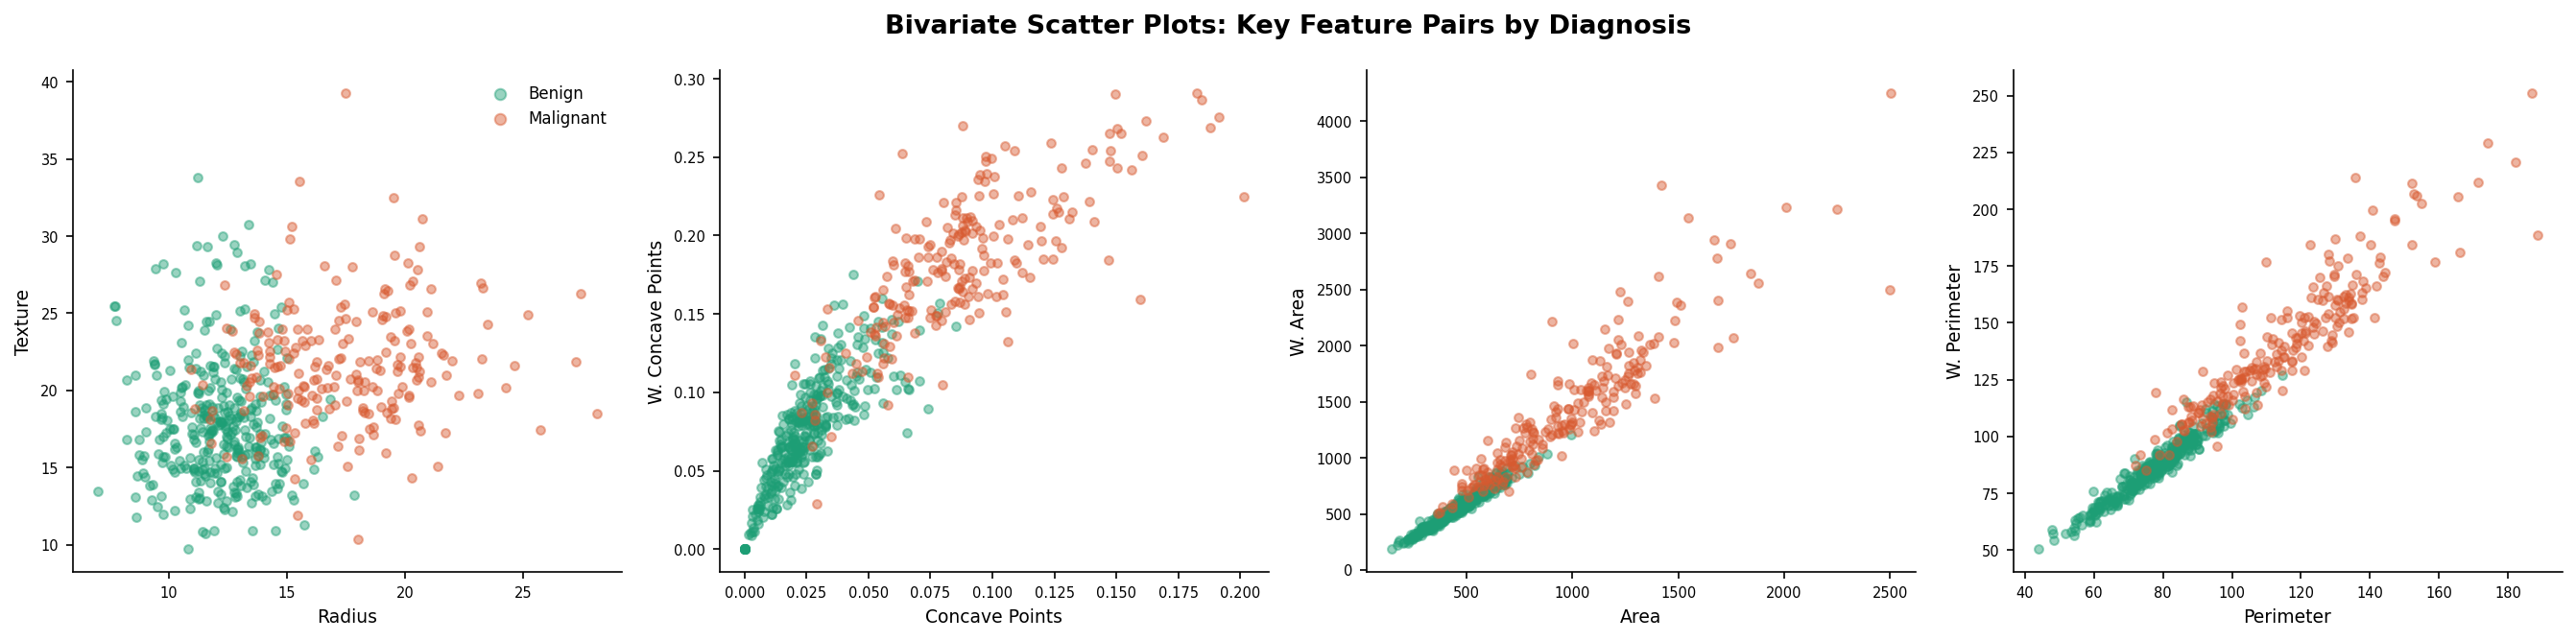 Bivariate Scatter Plots: Key Feature Pairs by Diagnosis
Benign
Malignant
Texture
40
35
30
25
20
15
10
10 15 20 25
Radius
W. Concave Points
0.30
0.25
0.20
0.15
0.10
0.05
0.00
0.000 0.025 0.050 0.075 0.100 0.125 0.150 0.175 0.200
Concave Points
W. Area
4000
3500
3000
2500
2000
1500
1000
500
0
500 1000 1500 2000 2500
Area
W. Perimeter
250
225
200
175
150
125
100
75
50
40 60 80 100 120 140 160 180
Perimeter